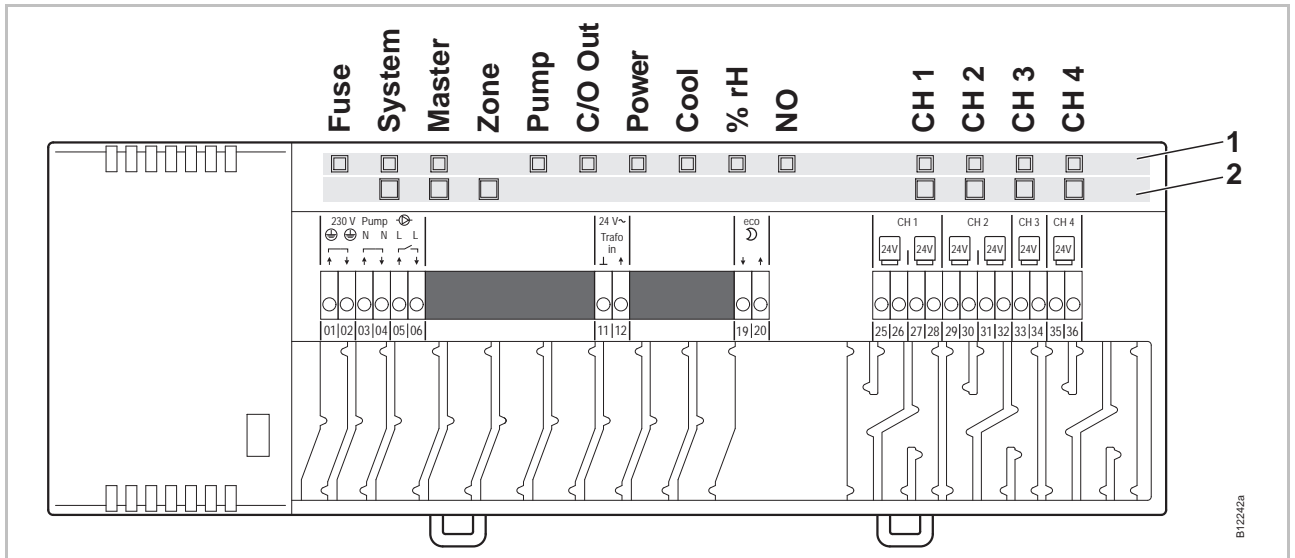 Fuse System Master Zone Pump C/O Out Power Cool % rH NO CH 1 CH 2 CH 3 CH 4
1
2
230 V Pump 24 V~ eco CH 1 CH 2 CH 3 CH 4
N N L L Trafo 24V 24V 24V 24V 24V 24V
in
01 02 03 04 05 06 11 12 19 20 25 26 27 28 29 30 31 32 33 34 35 36
B12242a